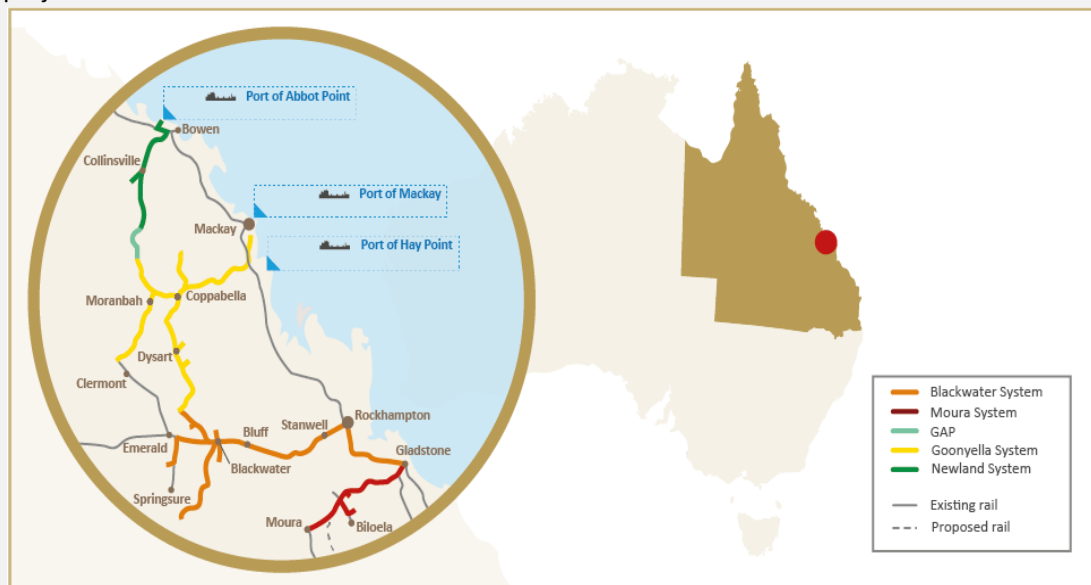 Port of Abbot Point
Bowen
Collinsville
Port of Mackay
Mackay
Port of Hay Point
Moranbah
Coppabella
Dysart
Clermont
Rockhampton
Stanwell
Bluff
Emerald
Blackwater
Gladstone
Springsure
Moura
Biloela
Blackwater System
Moura System
GAP
Goonyella System
Newland System
Existing rail
Proposed rail